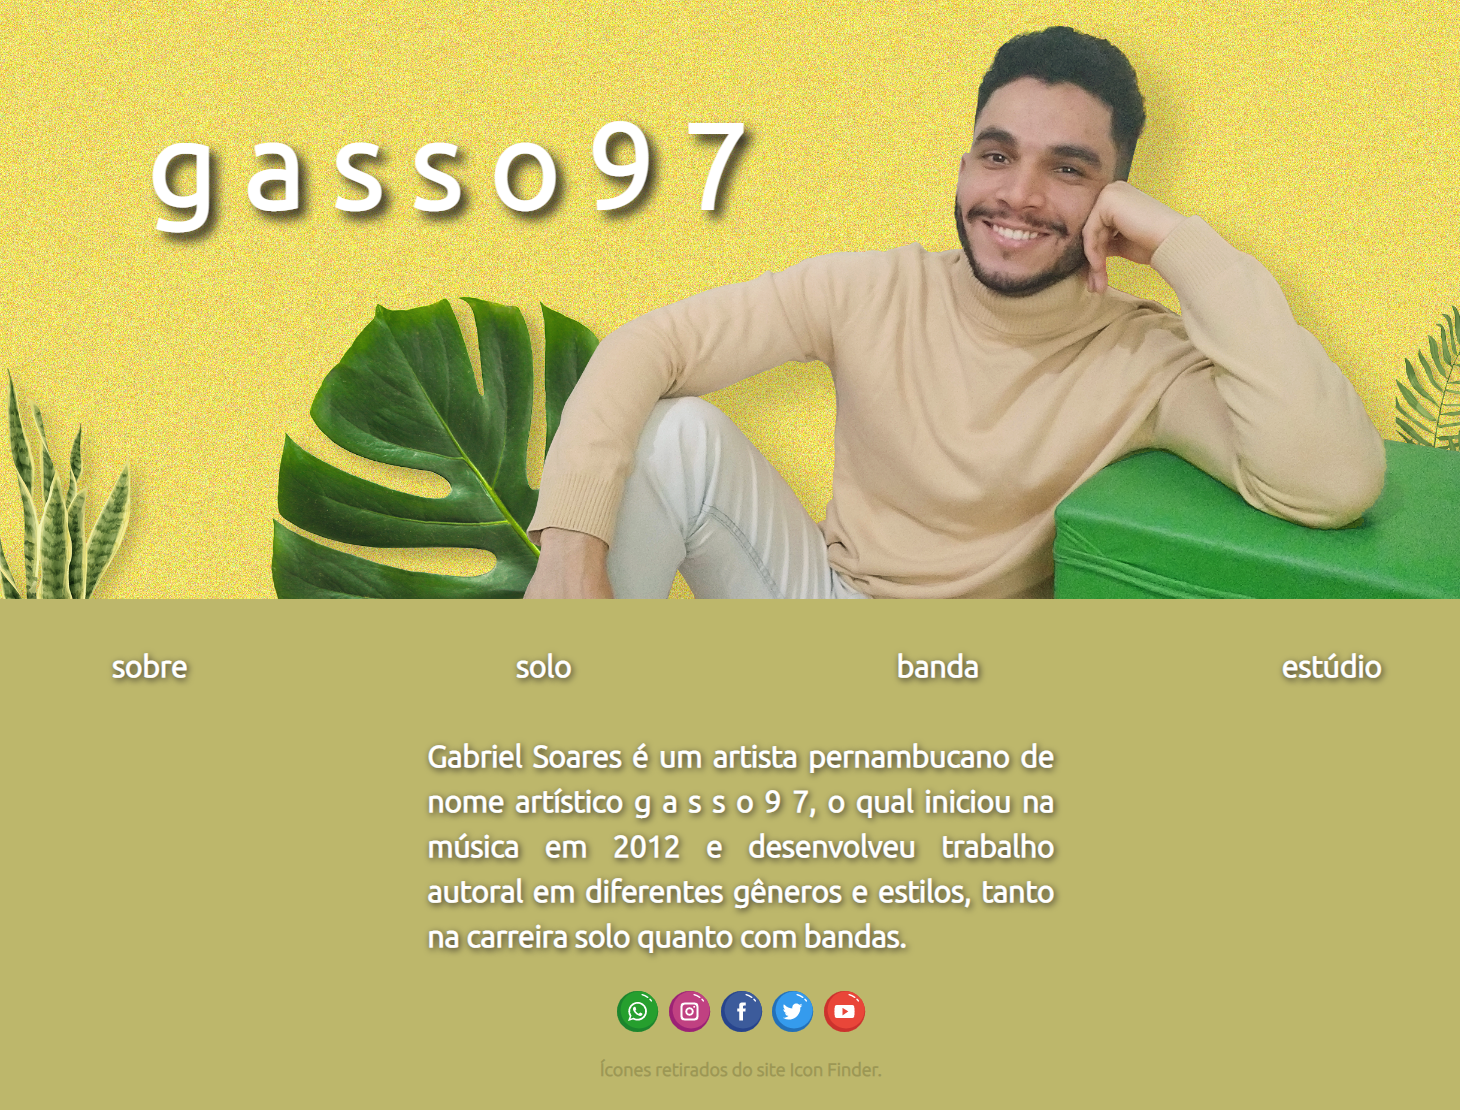 gasso97
sobre
solo
banda
estúdio
Gabriel Soares é um artista pernambucano de
nome artístico g a s s o 9 7, o qual iniciou na
música em 2012 e desenvolveu trabalho
autoral em diferentes gêneros e estilos, tanto
na carreira solo quanto com bandas.
Ícones retirados do site Icon Finder.